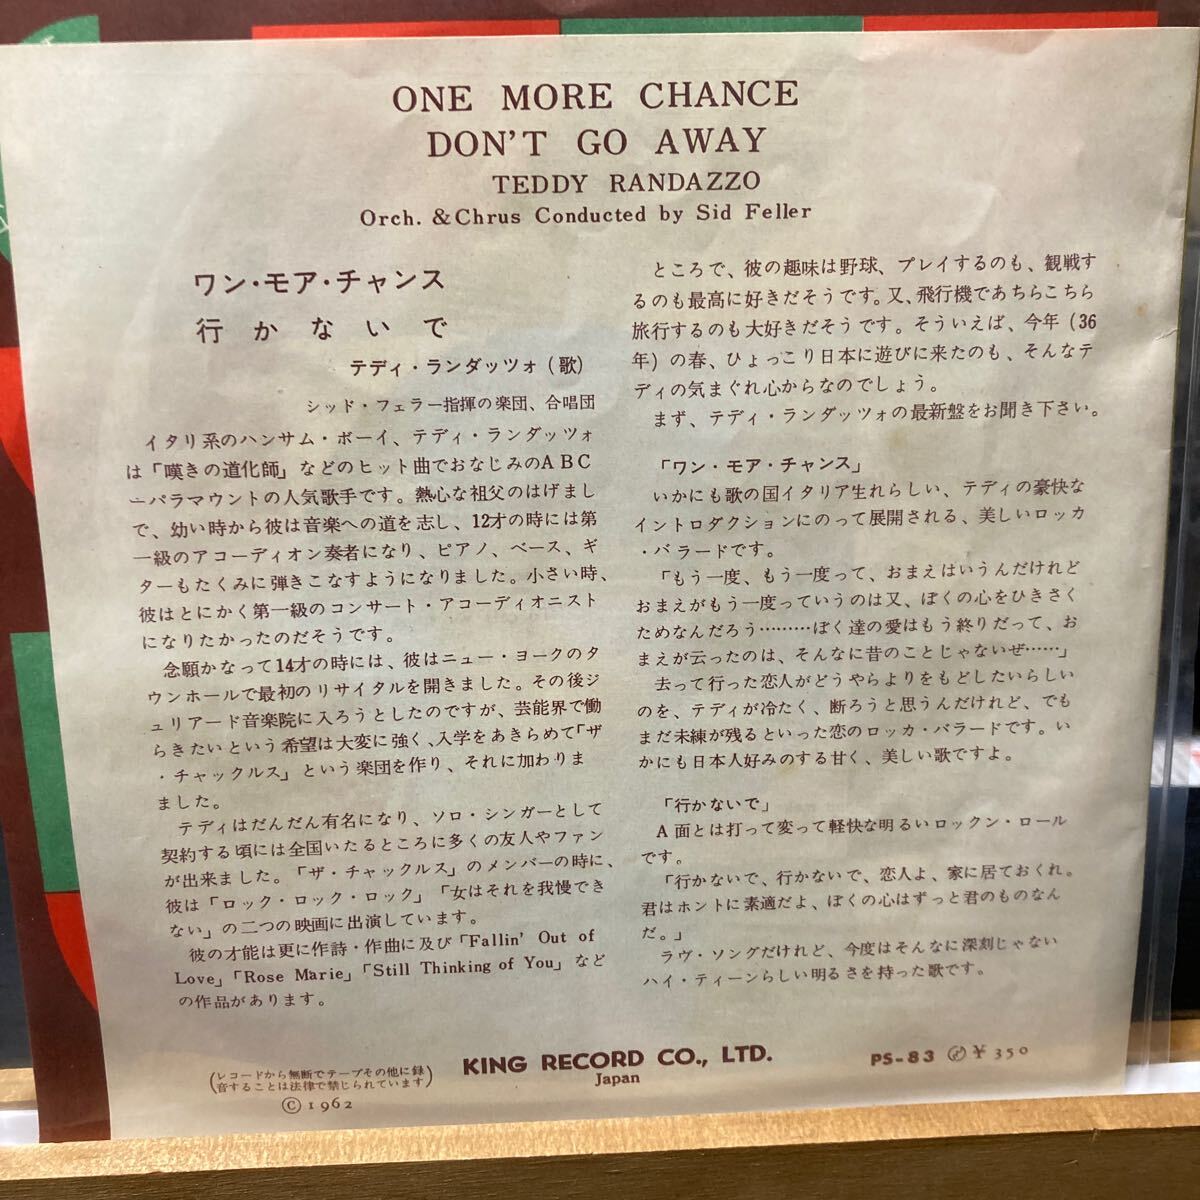 ONE MORE CHANCE
DON'T GO AWAY
TEDDY RANDAZZO
Orch. & Chrus Conducted by Sid Feller
ワン・モア・チャンス
行かないで
テディ・ランダッツォ(歌)
シッド・フェラー指揮の楽団、合唱団
イタリ系のハンサム・ボーイ、テディ・ランダッツォ
は「嘆きの道化師」などのヒット曲でおなじみのABC
―パラマウントの人気歌手です。熱心な祖父のはげまし
で、幼い時から彼は音楽への道を志し、12才の時には第
一級のアコーディオン奏者になり、ピアノ、ベース、ギ
ターもたくみに弾きこなすようになりました。小さい時、
彼はとにかく第一級のコンサート・アコーディオニスト
になりたかったのだそうです。
念願かなって14才の時には、彼はニュー・ヨークのタ
ウンホールで最初のリサイタルを開きました。その後ジ
ュリアード音楽院に入ろうとしたのですが、芸能界で働
らきたいという希望は大変に強く、入学をあきらめて「ザ
・チャックルス」という楽団を作り、それに加わりま
ました。
テディはだんだん有名になり、ソロ・シンガーとして
契約する頃には全国いたるところに多くの友人やファン
が出来ました。「ザ・チャックルス」のメンバーの時に、
彼は「ロック・ロック・ロック」「女はそれを我慢でき
ない」の二つの映画に出演しています。
彼の才能は更に作詩・作曲に及び「Fallin' Out of
Love」「Rose Marie」「Still Thinking of You」など
の作品があります。
ところで、彼の趣味は野球、プレイするのも、観戦す
るのも最高に好きだそうです。又、飛行機であちらこちら
旅行するのも大好きだそうです。そういえば、今年(36
年)の春、ひょっこり日本に遊びに来たのも、そんなテ
ディの気まぐれ心からなのでしょう。
まず、テディ・ランダッツォの最新盤をお聞き下さい。
「ワン・モア・チャンス」
いかにも歌の国イタリア生れらしい、テディの豪快な
イントロダクションにのって展開される、美しいロッカ
・バラードです。
「もう一度、もう一度って、おまえはいうんだけれど
おまえがもう一度っていうのは又、ぼくの心をひきさく
ためなんだろう………ぼく達の愛はもう終りだって、お
まえが云ったのは、そんなに昔のことじゃないぜ……」
去って行った恋人がどうやらよりをもどしたいらしい
のを、テディが冷たく、断ろうと思うんだけれど、でも
まだ未練が残るといった恋のロッカ・バラードです。い
かにも日本人好みのする甘く、美しい歌ですよ。
「行かないで」
A面とは打って変って軽快な明るいロックン・ロール
です。
「行かないで、行かないで、恋人よ、家に居ておくれ。
君はホントに素適だよ、ぼくの心はずっと君のものなん
だ。」
ラヴ・ソングだけれど、今度はそんなに深刻じゃない
ハイ・ティーンらしい明るさを持った歌です。
(レコードから無断でテープその他に録
音することは法律で禁じられています)
Ⓒ1962
KING RECORD CO., LTD.
Japan
PS-83 ￥350